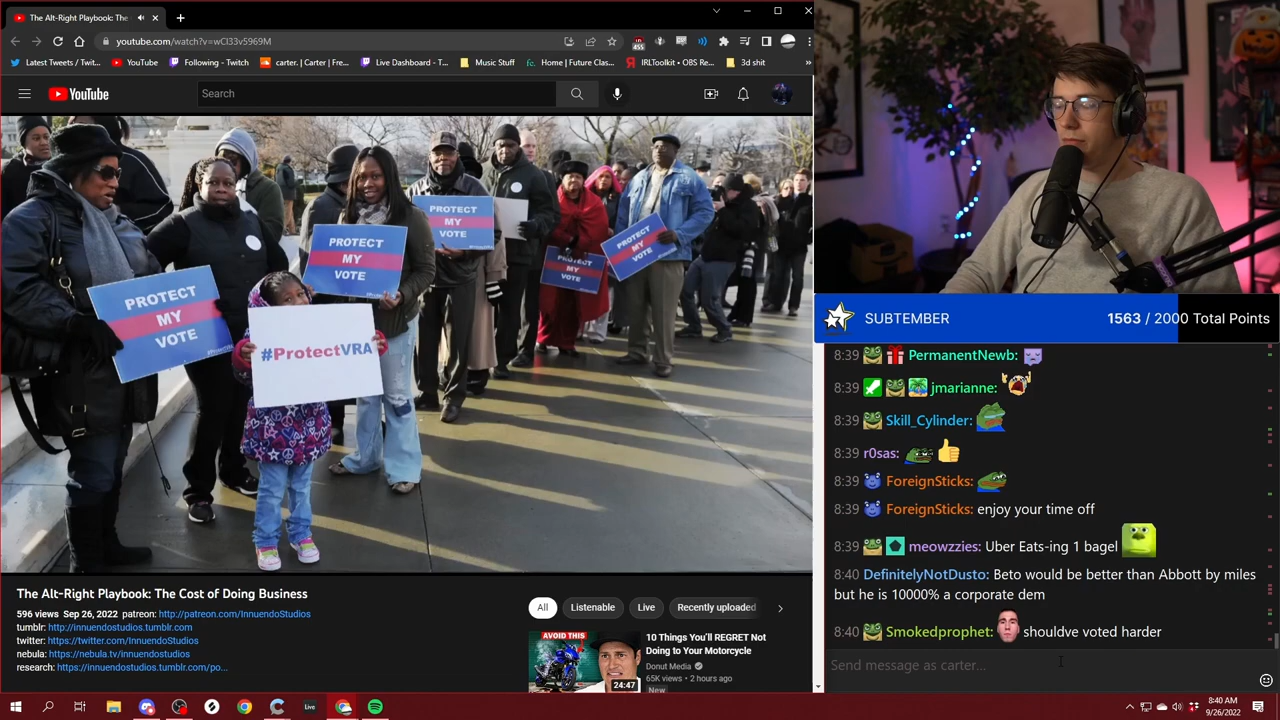 The Alt-Right Playbook: The
youtube.com/watch?v=wCl33v5969M
455
Latest Tweets / Twit...
YouTube
Following - Twitch
carter. | Carter | Fre...
Live Dashboard - T...
Music Stuff
fc. Home | Future Clas...
IRLToolkit • OBS Re...
3d shit
YouTube
Search
PROTECT
MY
VOTE
PROTECT
MY
VOTE
PROTECT
MY
VOTE
PROTECT
MY
VOTE
PROTECT
MY
VOTE
#ProtectVRA
The Alt-Right Playbook: The Cost of Doing Business
596 views Sep 26, 2022 patreon: http://patreon.com/InnuendoStudios
tumblr: http://innuendostudios.tumblr.com
twitter: https://twitter.com/InnuendoStudios
nebula: https://nebula.tv/innuendostudios
research: https://innuendostudios.tumblr.com/po...
All
Listenable
Live
Recently uploaded
AVOID THIS
24:47
10 Things You'll REGRET Not
Doing to Your Motorcycle
Donut Media
65K views • 2 hours ago
New
SUBTEMBER
1563 / 2000 Total Points
8:39 PermanentNewb:
8:39 jmarianne:
8:39 Skill_Cylinder:
8:39 r0sas:
8:39 ForeignSticks:
8:39 ForeignSticks: enjoy your time off
8:39 meowzzies: Uber Eats-ing 1 bagel
8:40 DefinitelyNotDusto: Beto would be better than Abbott by miles
but he is 10000% a corporate dem
8:40 Smokedprophet: shouldve voted harder
Send message as carter...
Live
8:40 AM
9/26/2022